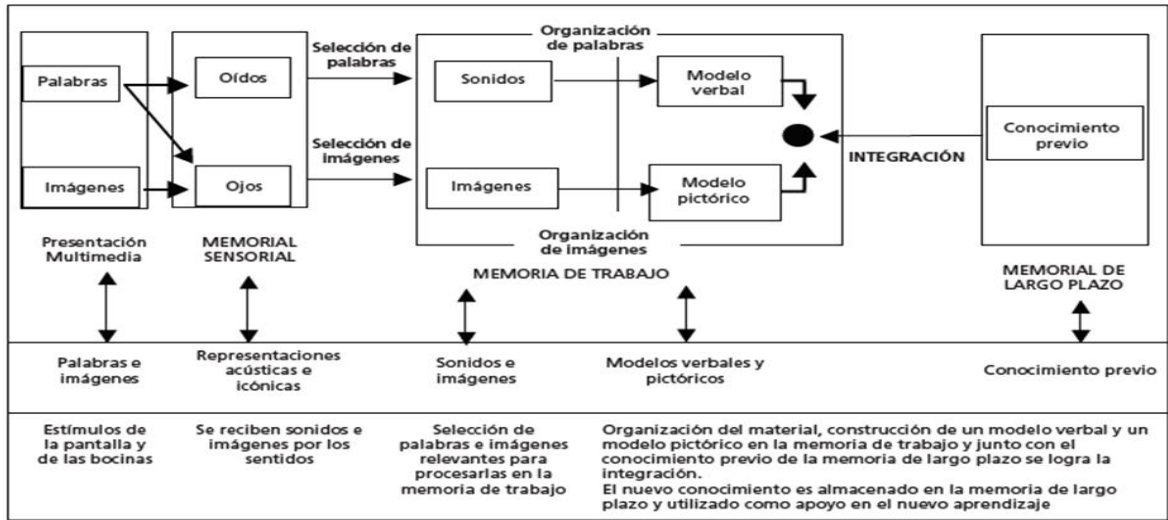 Palabras
Imágenes
Presentación
Multimedia
Oídos
Ojos
MEMORIAL
SENSORIAL
Selección de
palabras
Selección de
imágenes
Organización
de palabras
Sonidos
Modelo
verbal
Imágenes
Modelo
pictórico
Organización
de imágenes
MEMORIA DE TRABAJO
INTEGRACIÓN
Conocimiento
previo
MEMORIAL DE
LARGO PLAZO
Palabras e
imágenes
Representaciones
acústicas e
icónicas
Sonidos e
imágenes
Modelos verbales y
pictóricos
Conocimiento previo
Estímulos de
la pantalla y
de las bocinas
Se reciben sonidos e
imágenes por los
sentidos
Selección de
palabras e imágenes
relevantes para
procesarlas en la
memoria de trabajo
Organización del material, construcción de un modelo verbal y un
modelo pictórico en la memoria de trabajo y junto con el
conocimiento previo de la memoria de largo plazo se logra la
integración.
El nuevo conocimiento es almacenado en la memoria de largo
plazo y utilizado como apoyo en el nuevo aprendizaje